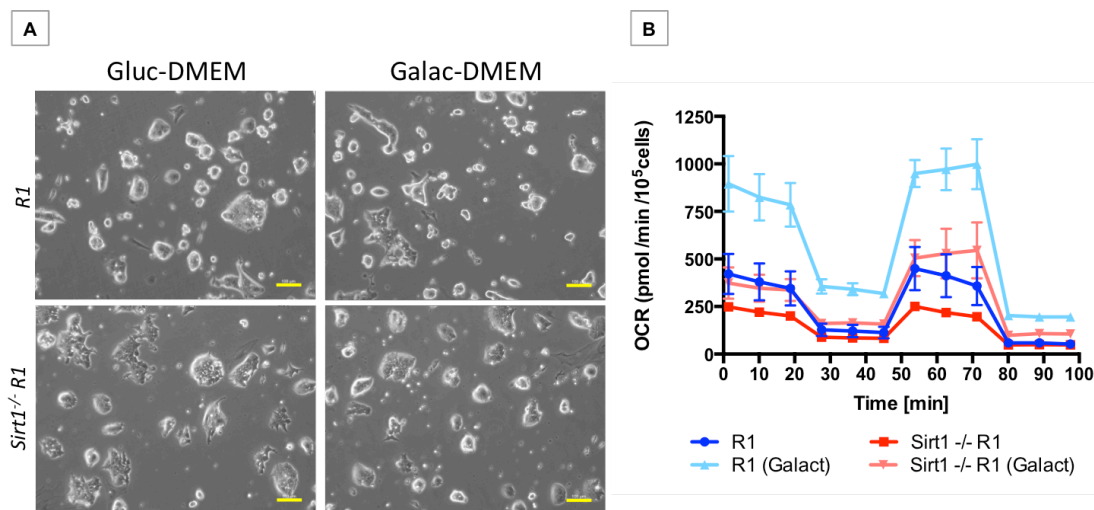 A
B
Gluc-DMEM
Galac-DMEM
R1
Sirt1-/- R1
OCR (pmol /min /10⁵cells)
1250
1000
750
500
250
0
0 10 20 30 40 50 60 70 80 90 100
Time [min]
R1
Sirt1 -/- R1
R1 (Galact)
Sirt1 -/- R1 (Galact)